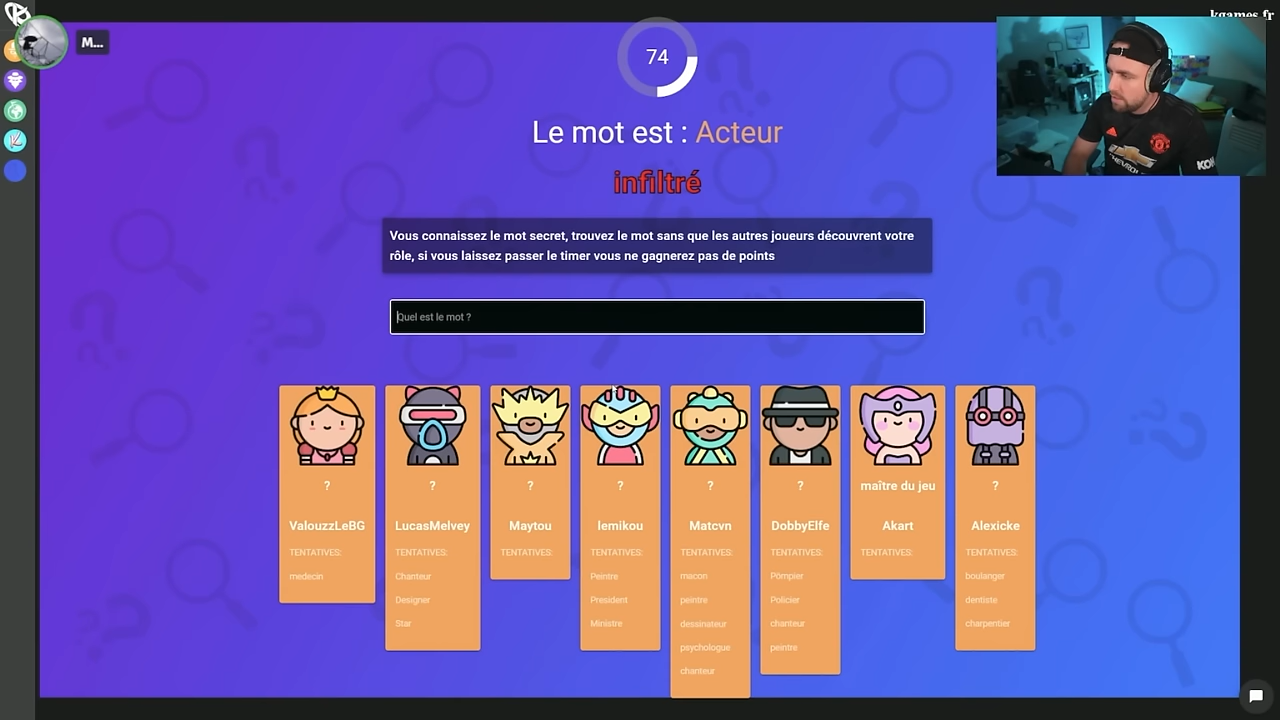 kgames.fr
M...
74
Le mot est : Acteur
infiltré
Vous connaissez le mot secret, trouvez le mot sans que les autres joueurs découvrent votre
rôle, si vous laissez passer le timer vous ne gagnerez pas de points
Quel est le mot ?
? ? ? ? ? ? maître du jeu ?
ValouzzLeBG LucasMelvey Maytou lemikou Matcvn DobbyElfe Akart Alexicke
TENTATIVES: TENTATIVES: TENTATIVES: TENTATIVES: TENTATIVES: TENTATIVES: TENTATIVES: TENTATIVES:
medecin Chanteur Peintre macon Pompier boulanger
Designer President peintre Policier dentiste
Star Ministre dessinateur chanteur charpentier
psychologue peintre
chanteur
CHEVROLET
KOH